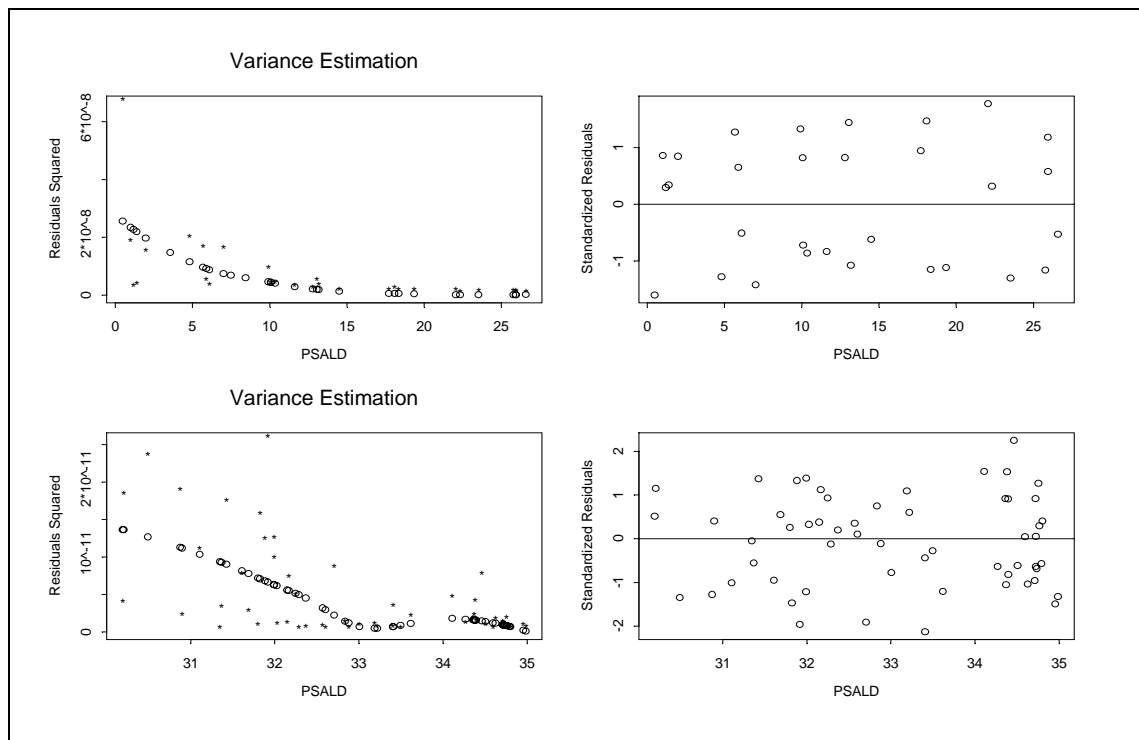 Variance Estimation
Residuals Squared
0 2*10^-8 6*10^-8
0 5 10 15 20 25
PSALD
Standardized Residuals
-1 0 1
0 5 10 15 20 25
PSALD
Variance Estimation
Residuals Squared
0 10^-11 2*10^-11
31 32 33 34 35
PSALD
Standardized Residuals
-2 -1 0 1 2
31 32 33 34 35
PSALD